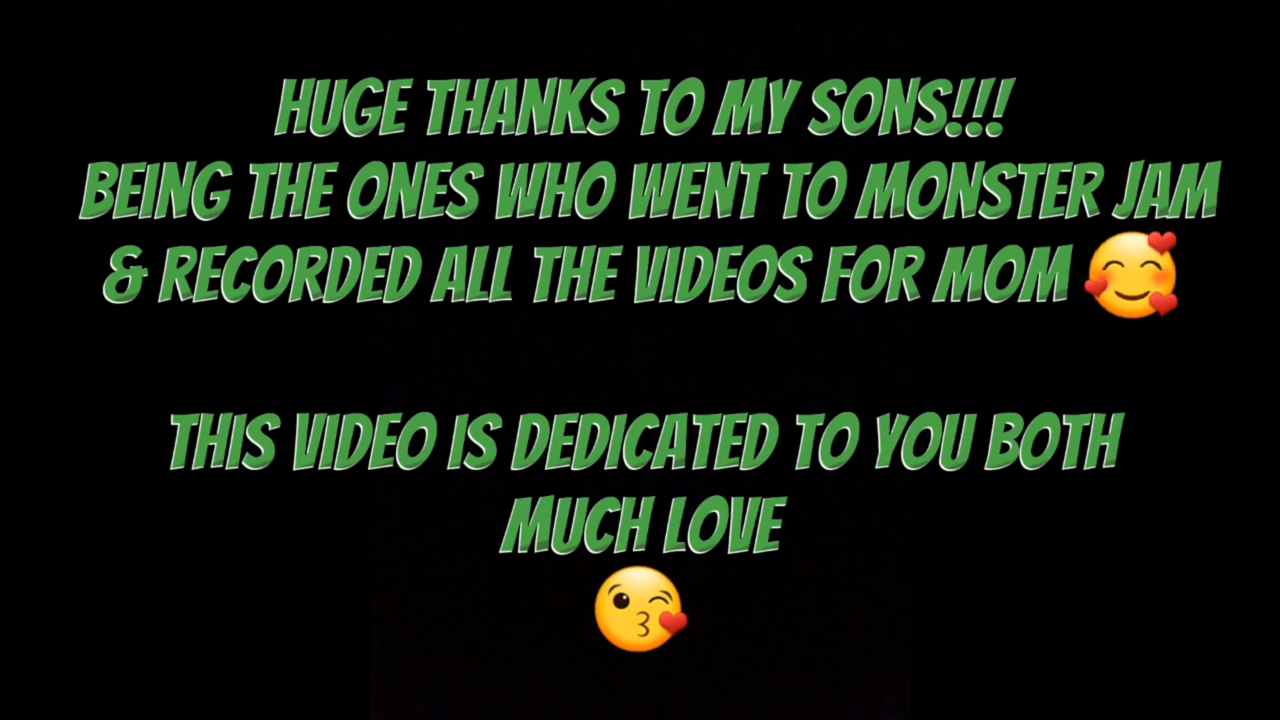 HUGE THANKS TO MY SONS!!!
BEING THE ONES WHO WENT TO MONSTER JAM
& RECORDED ALL THE VIDEOS FOR MOM 🥰
THIS VIDEO IS DEDICATED TO YOU BOTH
MUCH LOVE
😘